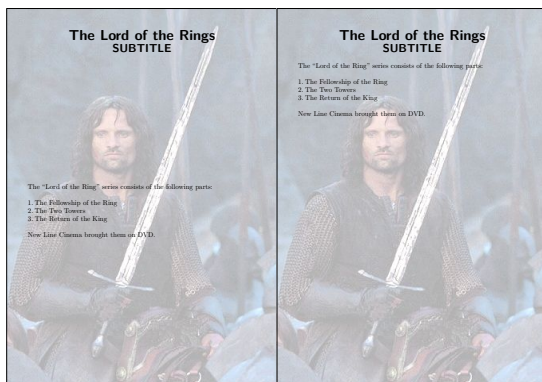 The Lord of the Rings
SUBTITLE
The "Lord of the Ring" series consists of the following parts:
1. The Fellowship of the Ring
2. The Two Towers
3. The Return of the King
New Line Cinema brought them on DVD.
The Lord of the Rings
SUBTITLE
The "Lord of the Ring" series consists of the following parts:
1. The Fellowship of the Ring
2. The Two Towers
3. The Return of the King
New Line Cinema brought them on DVD.